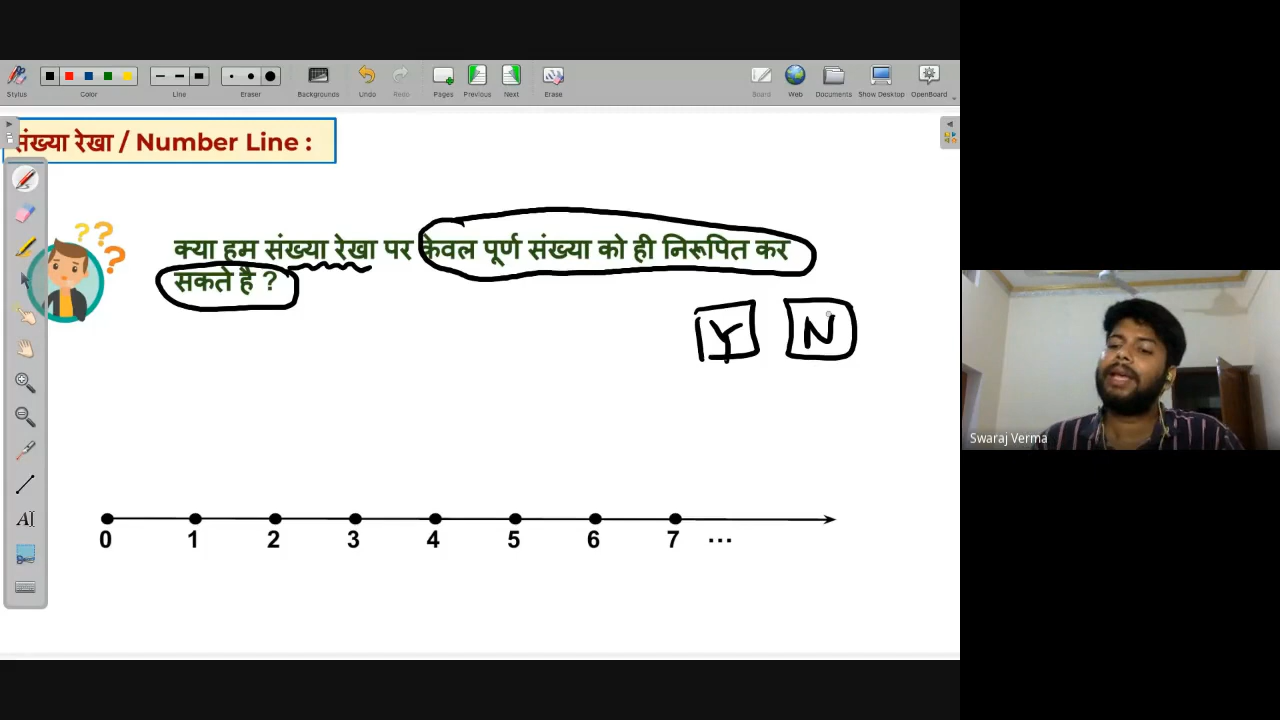 Stylus Color Line Eraser Backgrounds Undo Redo Pages Previous Next Erase Board Web Documents Show Desktop OpenBoard
संख्या रेखा / Number Line :
क्या हम संख्या रेखा पर केवल पूर्ण संख्या को ही निरूपित कर
सकते हैं ?
Y N
Swaraj Verma
0 1 2 3 4 5 6 7 ...